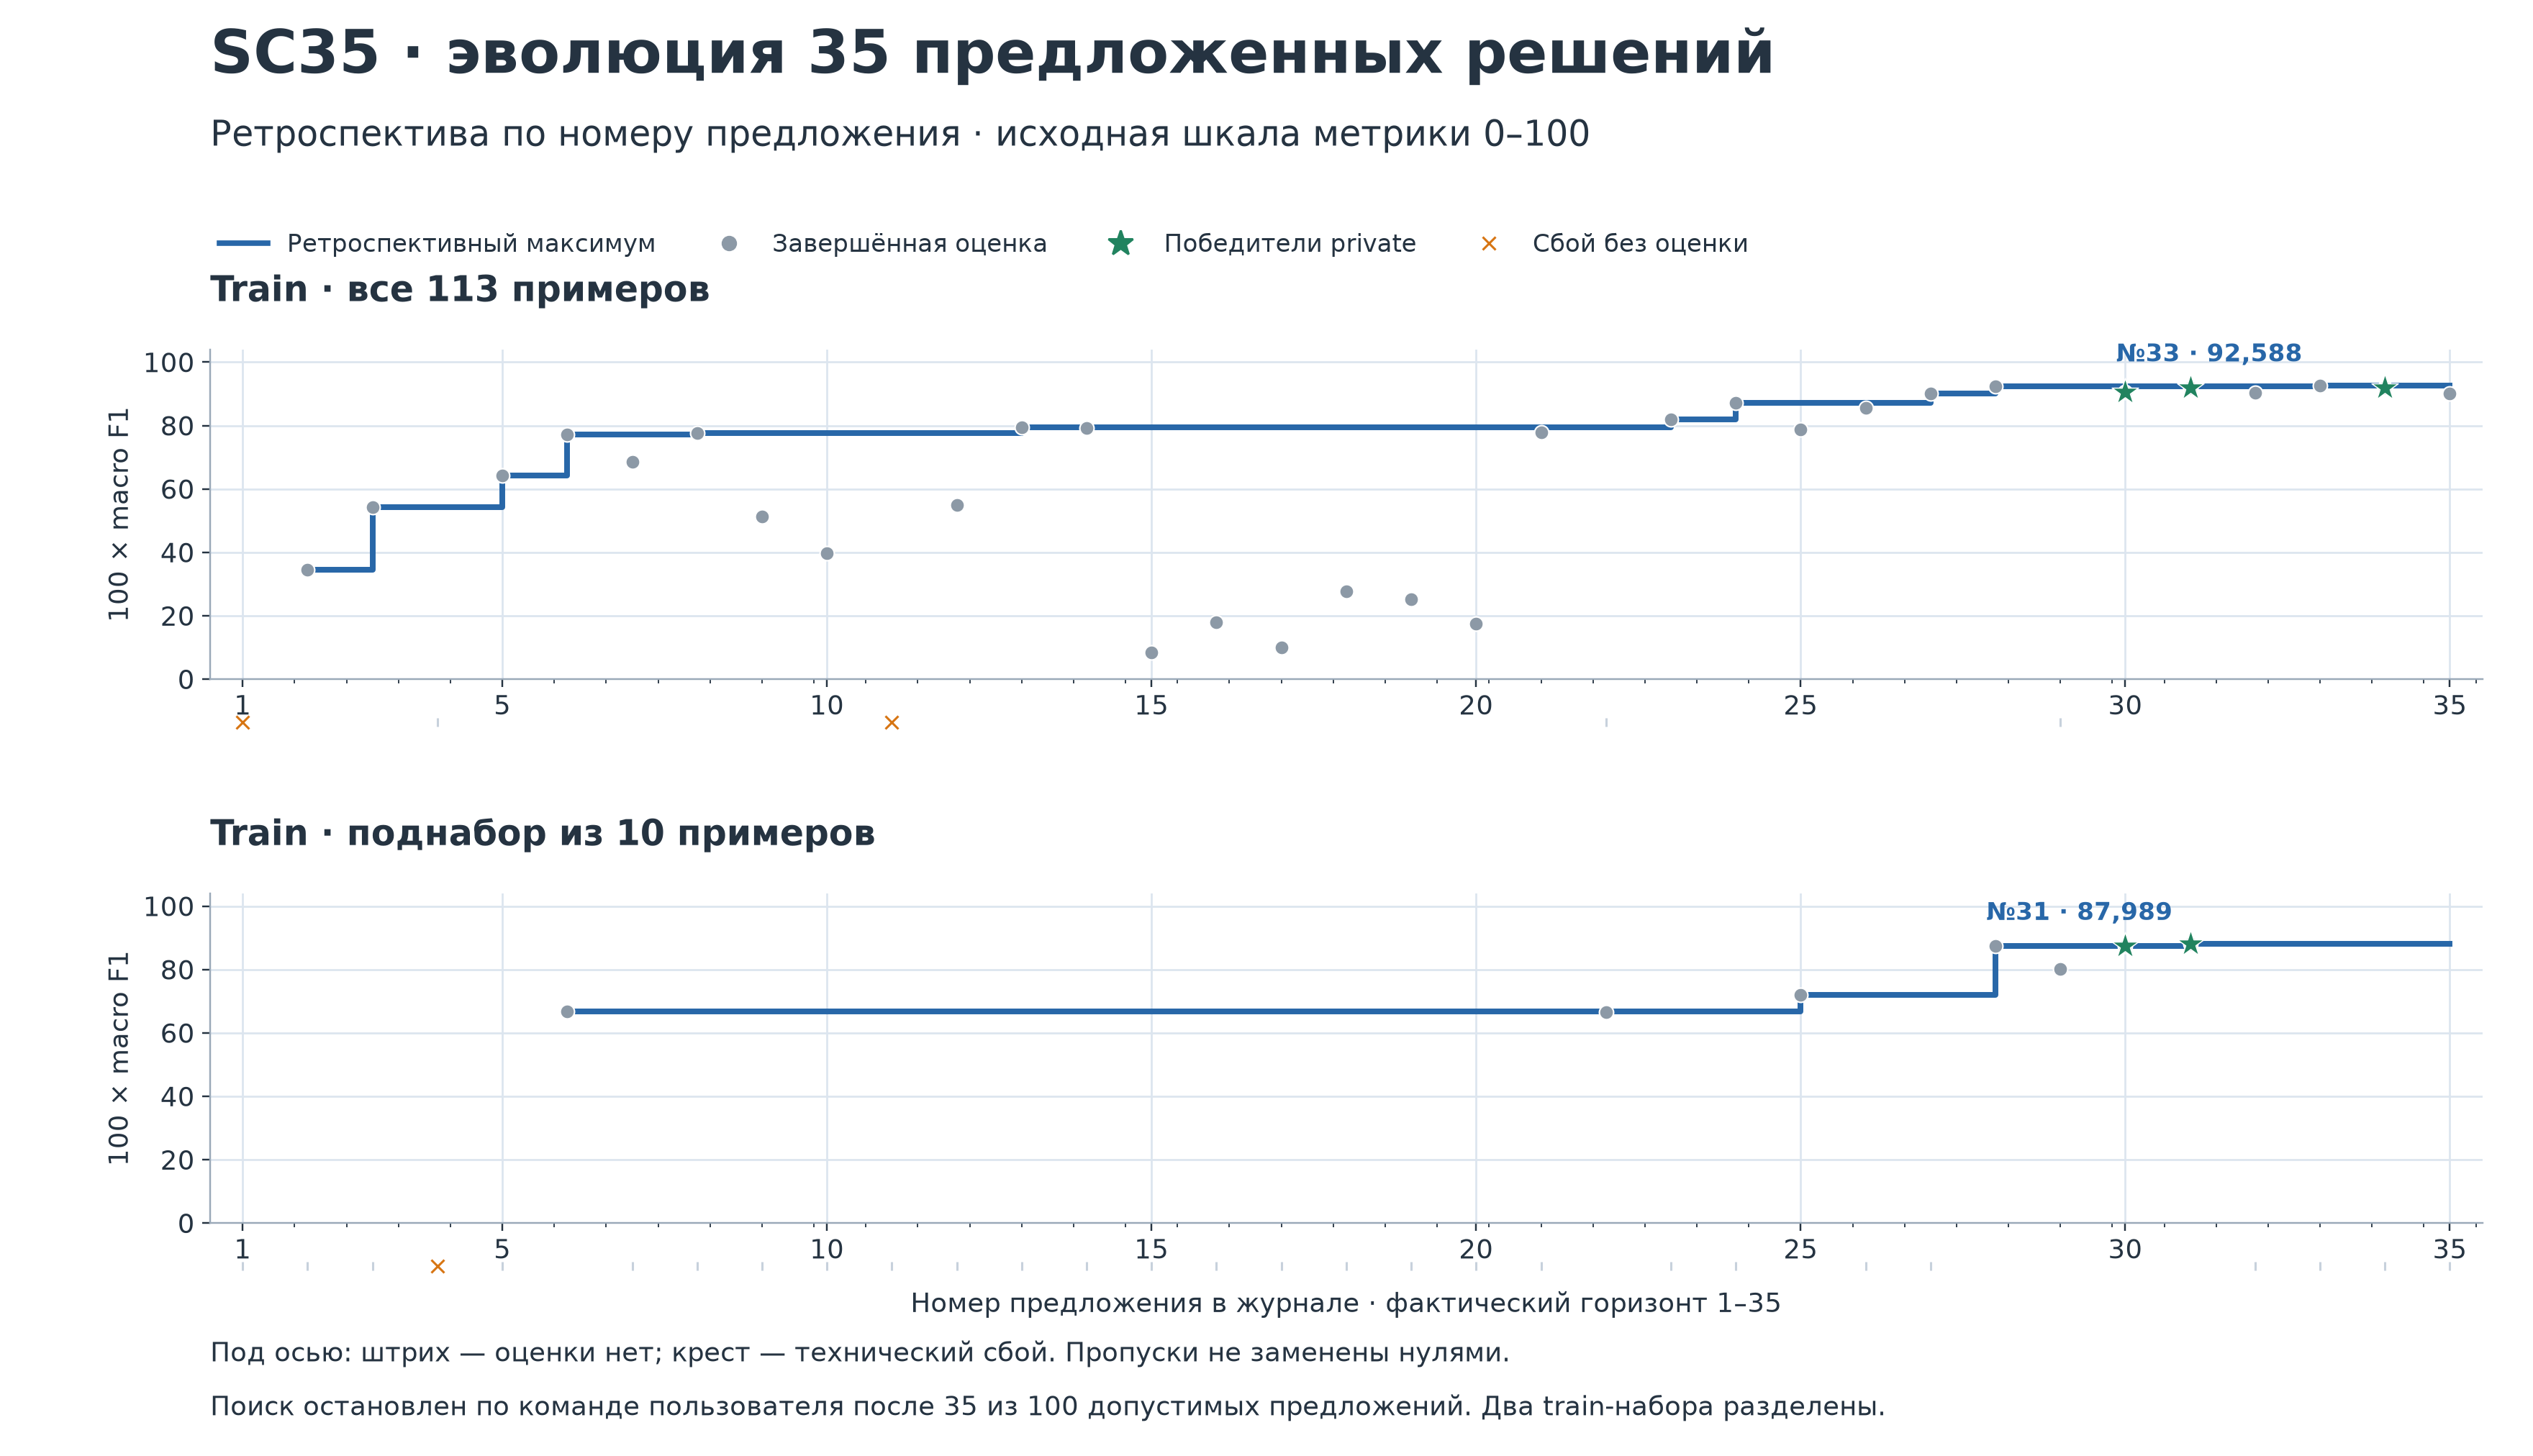 SC35 · эволюция 35 предложенных решений
Ретроспектива по номеру предложения · исходная шкала метрики 0–100
Ретроспективный максимум Завершённая оценка Победители private Сбой без оценки
Train · все 113 примеров
100 × macro F1
100
80
60
40
20
0
№33 · 92,588
1 5 10 15 20 25 30 35
Train · поднабор из 10 примеров
100 × macro F1
100
80
60
40
20
0
№31 · 87,989
1 5 10 15 20 25 30 35
Номер предложения в журнале · фактический горизонт 1–35
Под осью: штрих — оценки нет; крест — технический сбой. Пропуски не заменены нулями.
Поиск остановлен по команде пользователя после 35 из 100 допустимых предложений. Два train-набора разделены.